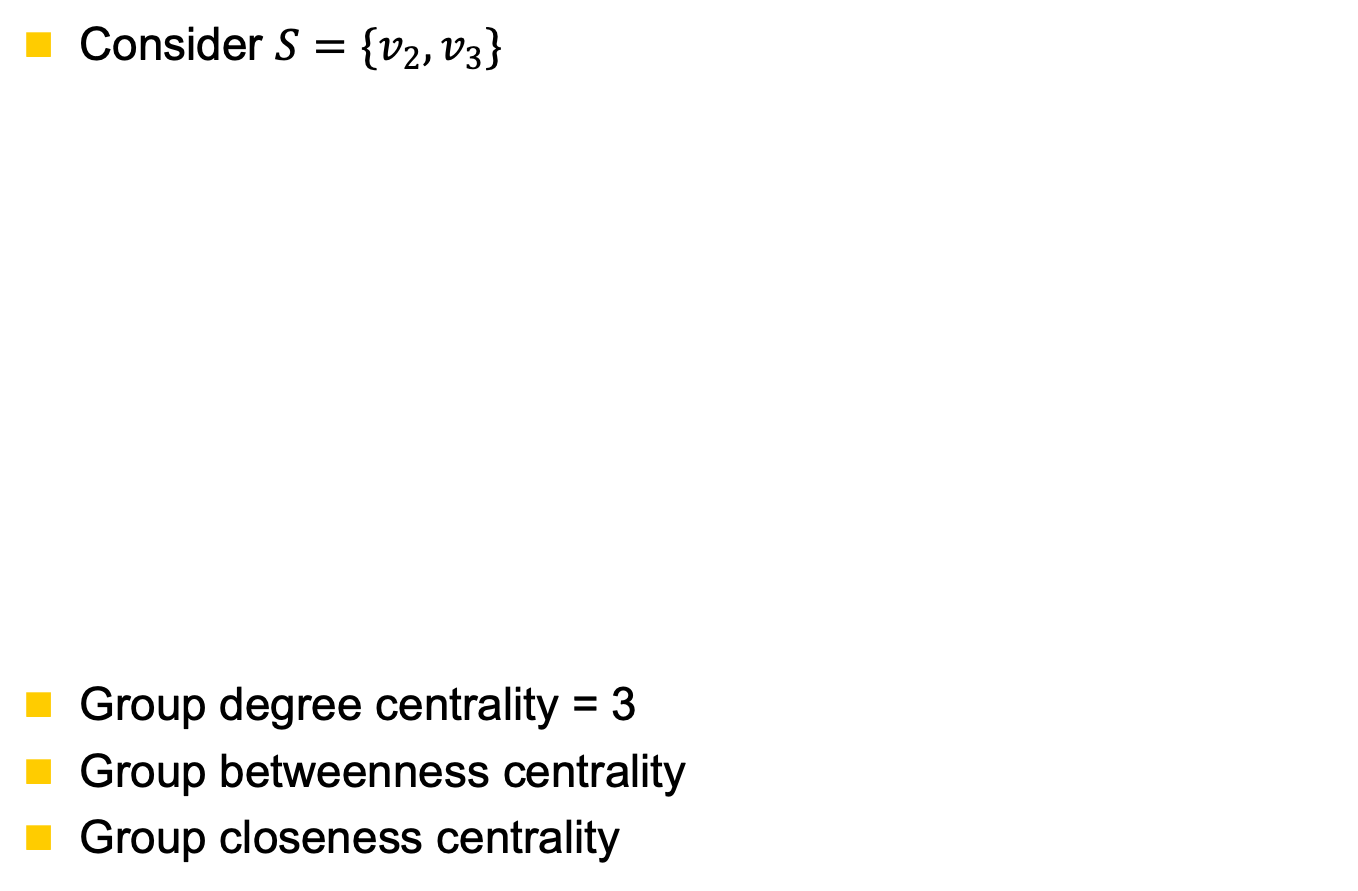 Consider 𝑆 = {𝑣₂, 𝑣₃}
Group degree centrality = 3
Group betweenness centrality
Group closeness centrality